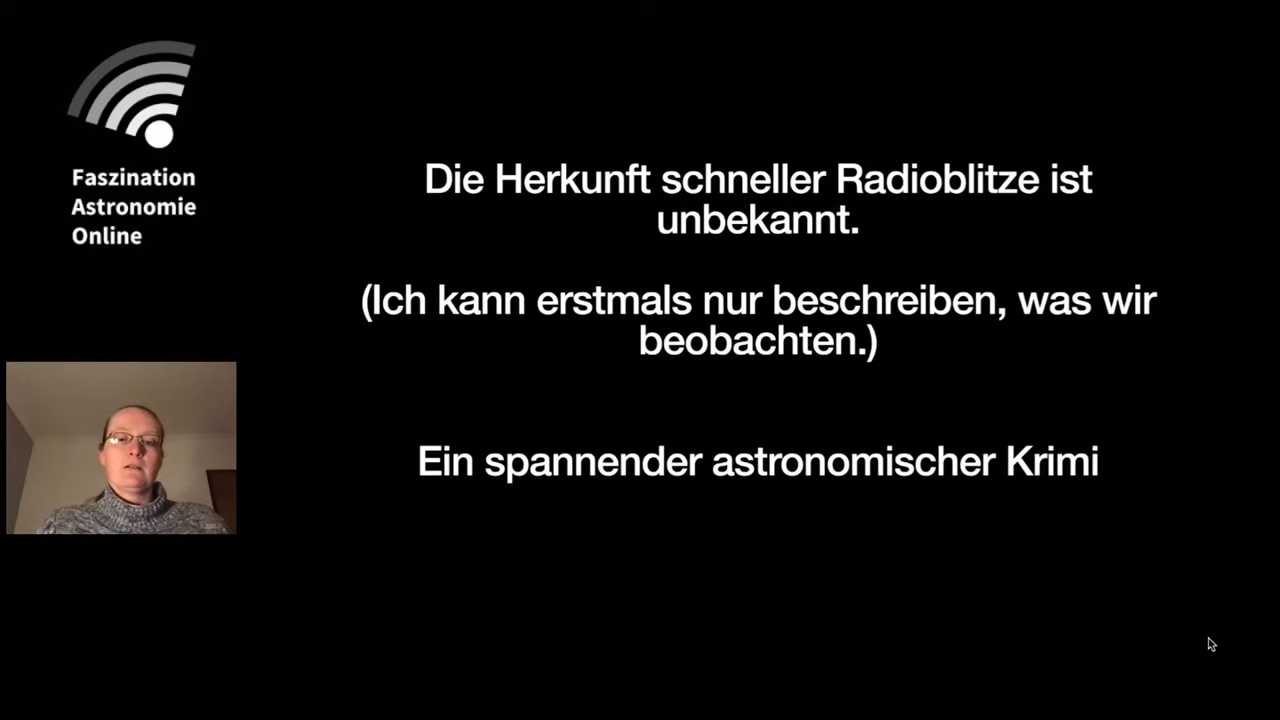 Faszination
Astronomie
Online
Die Herkunft schneller Radioblitze ist
unbekannt.
(Ich kann erstmals nur beschreiben, was wir
beobachten.)
Ein spannender astronomischer Krimi